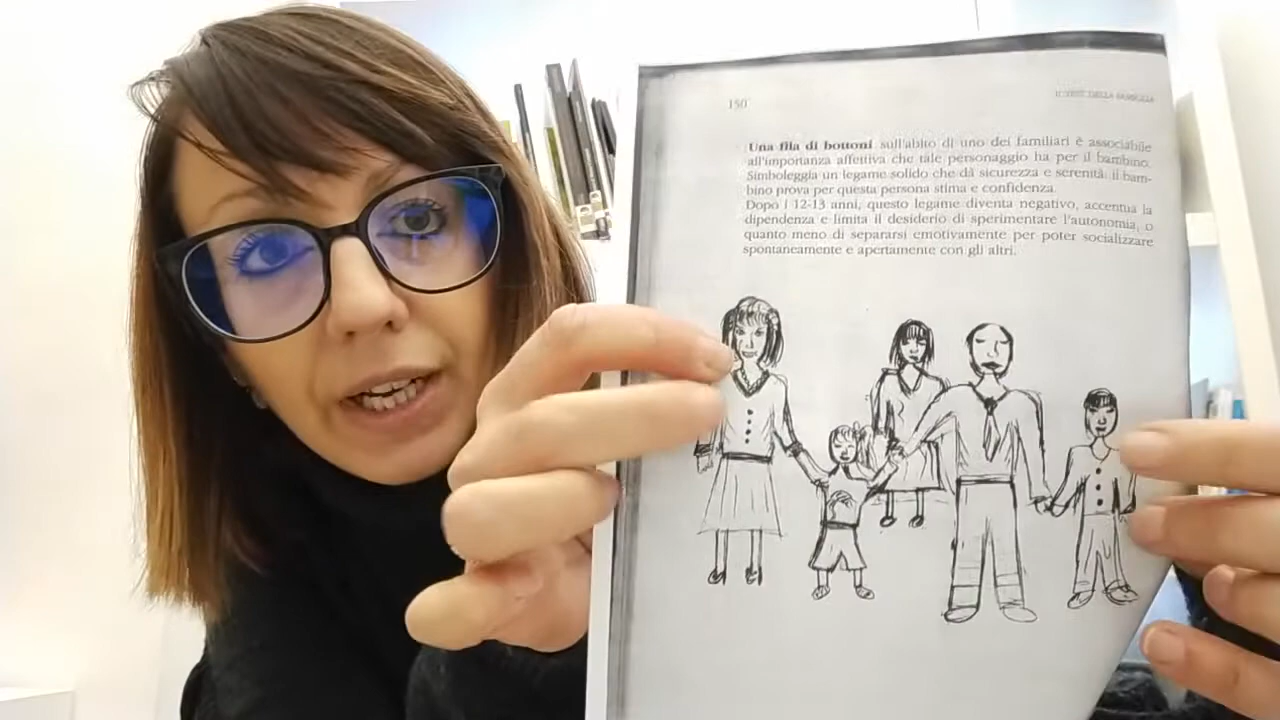 150
IL TEST DELLA FAMIGLIA
Una fila di bottoni sull'abito di uno dei familiari è associabile
all'importanza affettiva che tale personaggio ha per il bambino.
Simboleggia un legame solido che dà sicurezza e serenità: il bam-
bino prova per questa persona stima e confidenza.
Dopo i 12-13 anni, questo legame diventa negativo, accentua la
dipendenza e limita il desiderio di sperimentare l'autonomia, o
quanto meno di separarsi emotivamente per poter socializzare
spontaneamente e apertamente con gli altri.